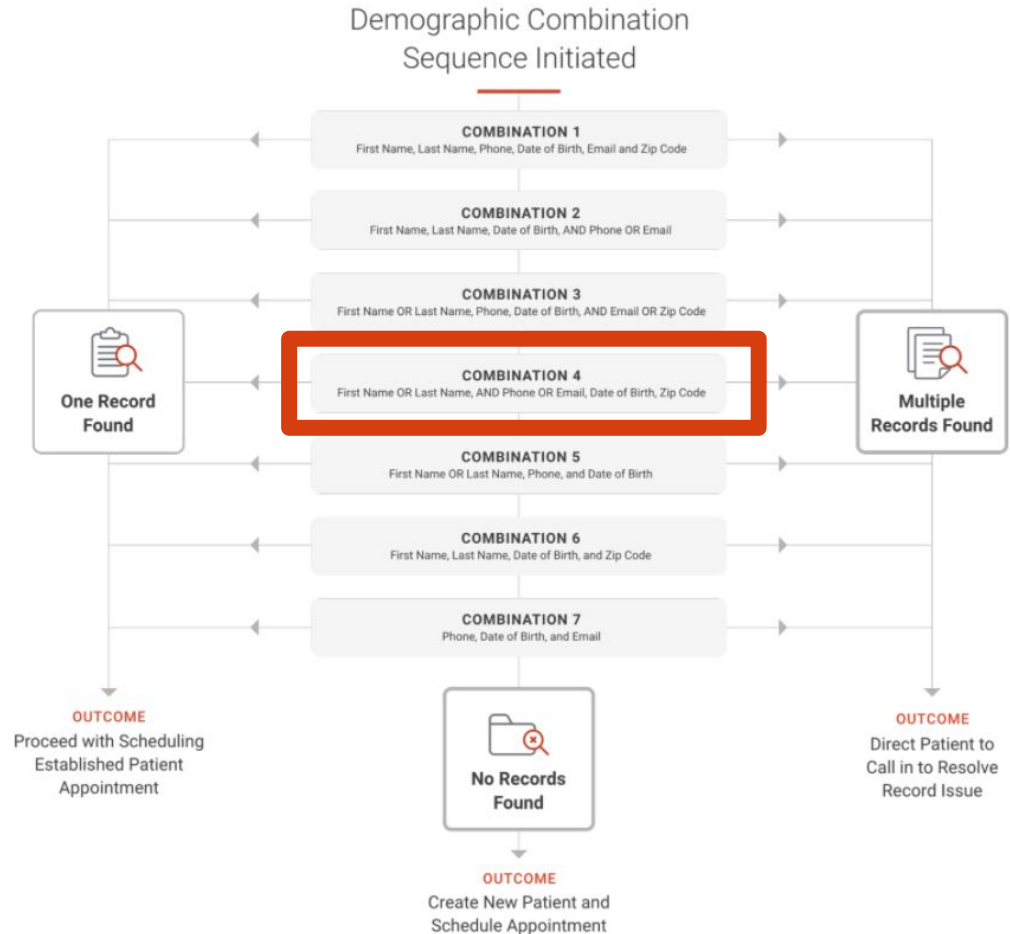 Demographic Combination
Sequence Initiated
COMBINATION 1
First Name, Last Name, Phone, Date of Birth, Email and Zip Code
COMBINATION 2
First Name, Last Name, Date of Birth, AND Phone OR Email
COMBINATION 3
First Name OR Last Name, Phone, Date of Birth, AND Email OR Zip Code
COMBINATION 4
First Name OR Last Name, AND Phone OR Email, Date of Birth, Zip Code
One Record
Found
Multiple
Records Found
COMBINATION 5
First Name OR Last Name, Phone, and Date of Birth
COMBINATION 6
First Name, Last Name, Date of Birth, and Zip Code
COMBINATION 7
Phone, Date of Birth, and Email
OUTCOME
Proceed with Scheduling
Established Patient
Appointment
No Records
Found
OUTCOME
Direct Patient to
Call in to Resolve
Record Issue
OUTCOME
Create New Patient and
Schedule Appointment